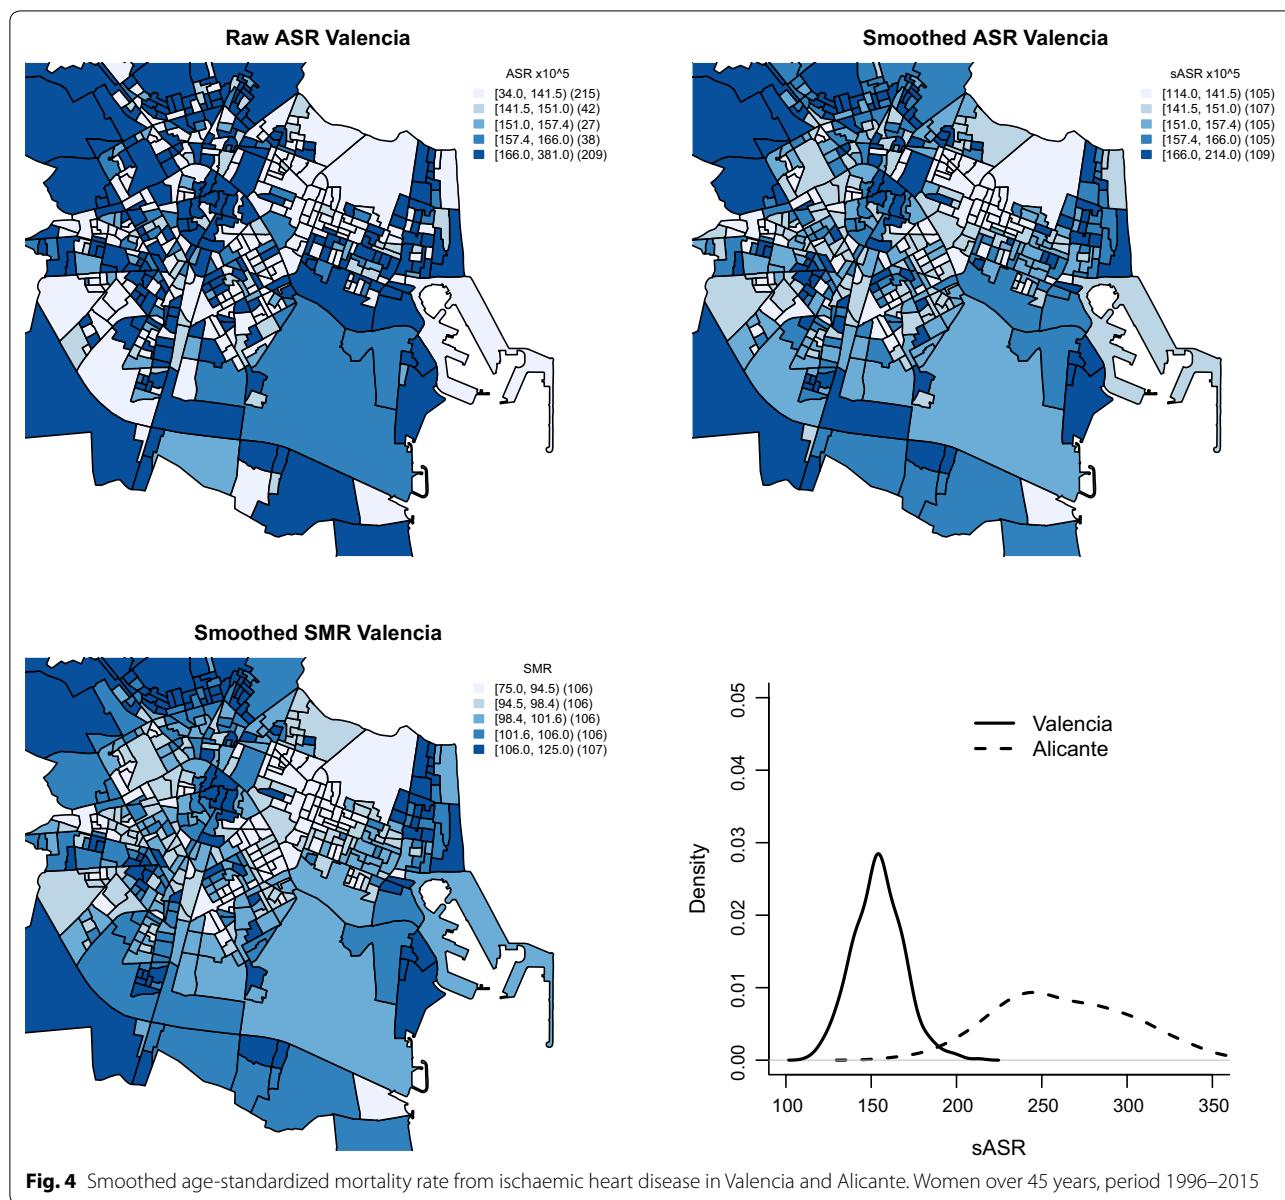 Raw ASR Valencia
ASR x10^5
[34.0, 141.5) (215)
[141.5, 151.0) (42)
[151.0, 157.4) (27)
[157.4, 166.0) (38)
[166.0, 381.0) (209)
Smoothed ASR Valencia
sASR x10^5
[114.0, 141.5) (105)
[141.5, 151.0) (107)
[151.0, 157.4) (105)
[157.4, 166.0) (105)
[166.0, 214.0) (109)
Smoothed SMR Valencia
SMR
[75.0, 94.5) (106)
[94.5, 98.4) (106)
[98.4, 101.6) (106)
[101.6, 106.0) (106)
[106.0, 125.0) (107)
Valencia
Alicante
Density
0.05
0.04
0.03
0.02
0.01
0.00
100 150 200 250 300 350
sASR
Fig. 4 Smoothed age-standardized mortality rate from ischaemic heart disease in Valencia and Alicante. Women over 45 years, period 1996–2015